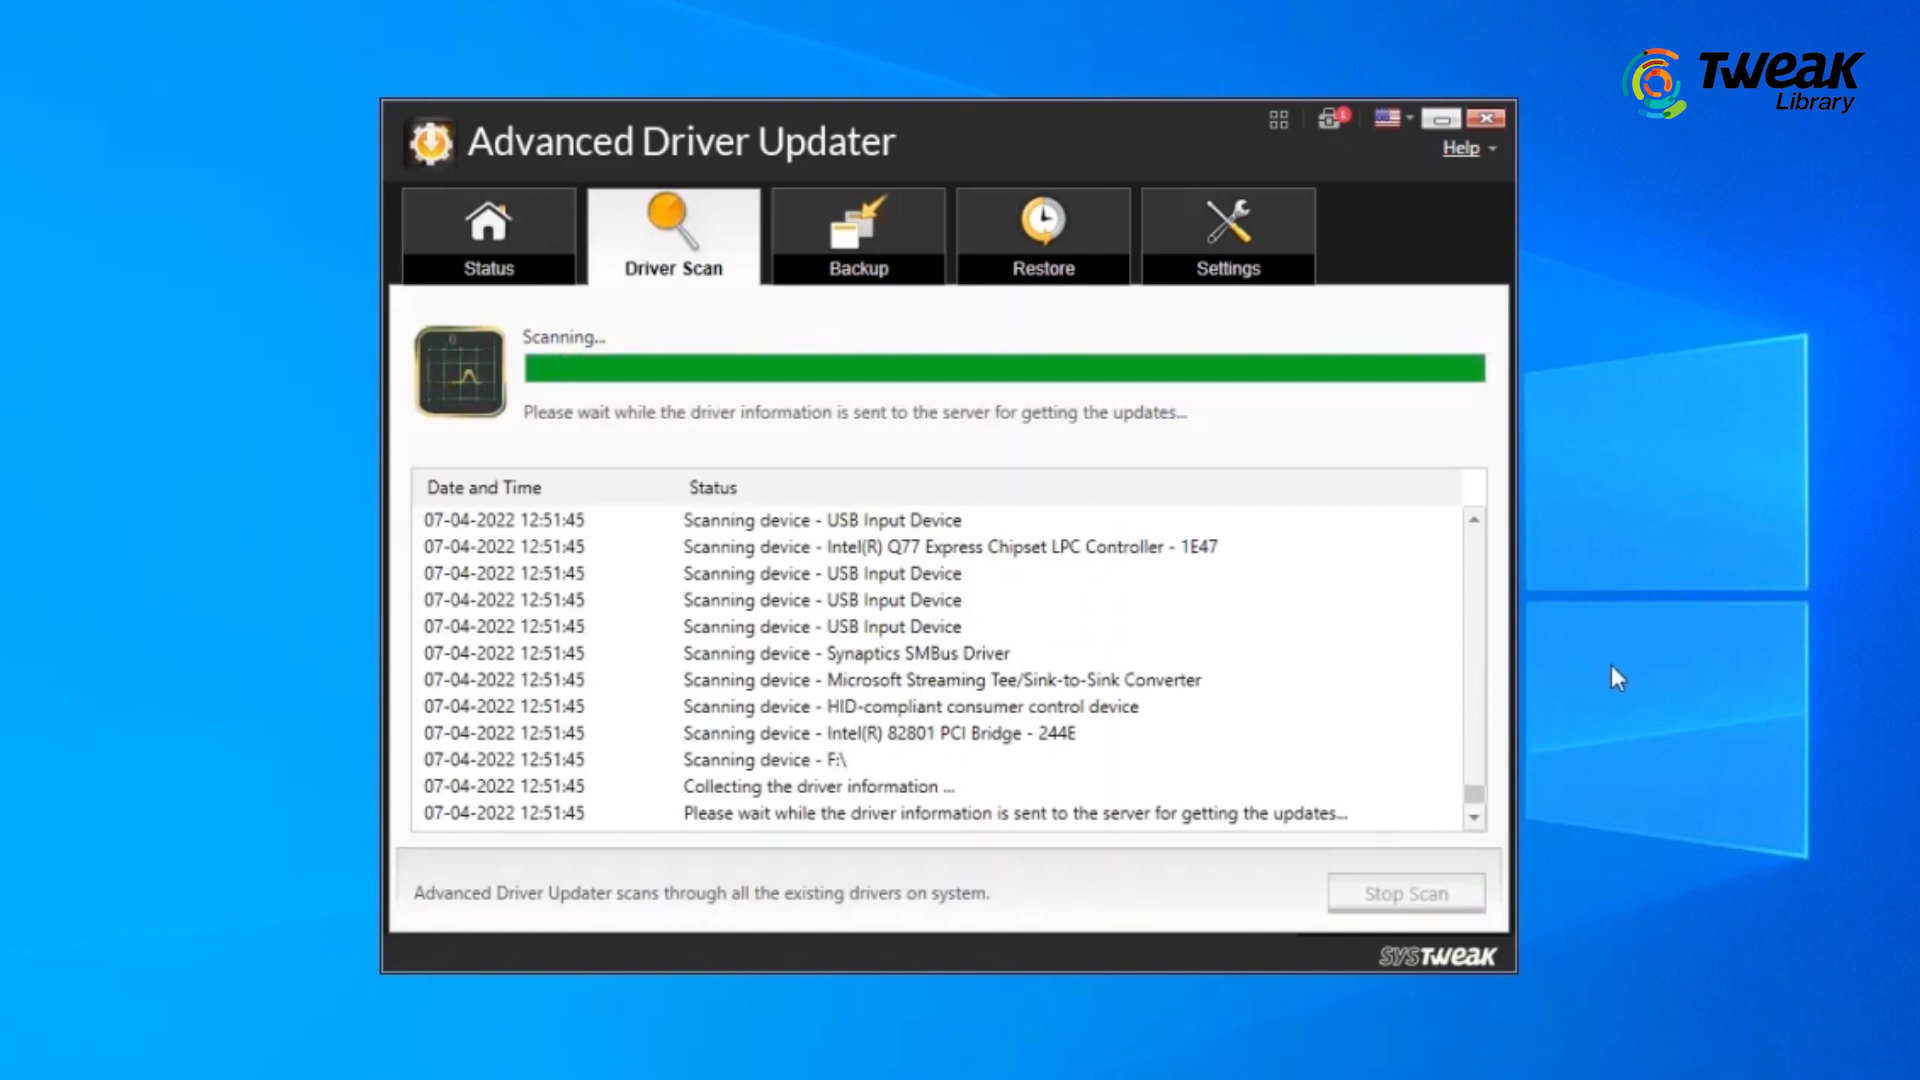 TWEAK
Library
Advanced Driver Updater
1
Help
Status
Driver Scan
Backup
Restore
Settings
Scanning...
Please wait while the driver information is sent to the server for getting the updates...
Date and Time Status
07-04-2022 12:51:45 Scanning device - USB Input Device
07-04-2022 12:51:45 Scanning device - Intel(R) Q77 Express Chipset LPC Controller - 1E47
07-04-2022 12:51:45 Scanning device - USB Input Device
07-04-2022 12:51:45 Scanning device - USB Input Device
07-04-2022 12:51:45 Scanning device - USB Input Device
07-04-2022 12:51:45 Scanning device - Synaptics SMBus Driver
07-04-2022 12:51:45 Scanning device - Microsoft Streaming Tee/Sink-to-Sink Converter
07-04-2022 12:51:45 Scanning device - HID-compliant consumer control device
07-04-2022 12:51:45 Scanning device - Intel(R) 82801 PCI Bridge - 244E
07-04-2022 12:51:45 Scanning device - F:\
07-04-2022 12:51:45 Collecting the driver information ...
07-04-2022 12:51:45 Please wait while the driver information is sent to the server for getting the updates...
Advanced Driver Updater scans through all the existing drivers on system.
Stop Scan
SYSTWEAK